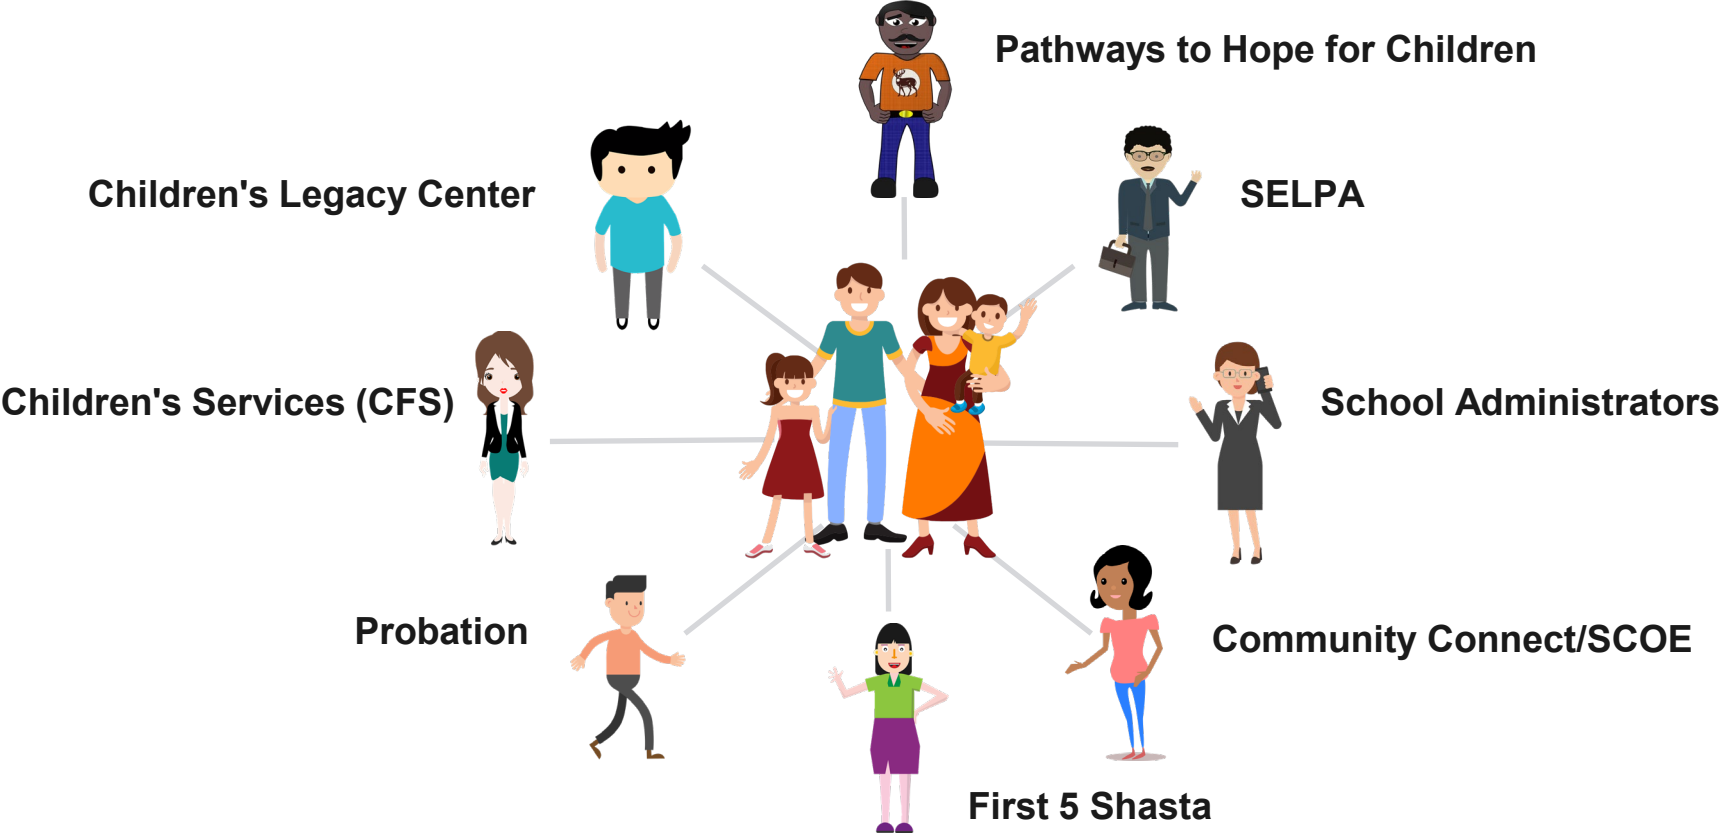 Pathways to Hope for Children
Children's Legacy Center
SELPA
Children's Services (CFS)
School Administrators
Probation
Community Connect/SCOE
First 5 Shasta